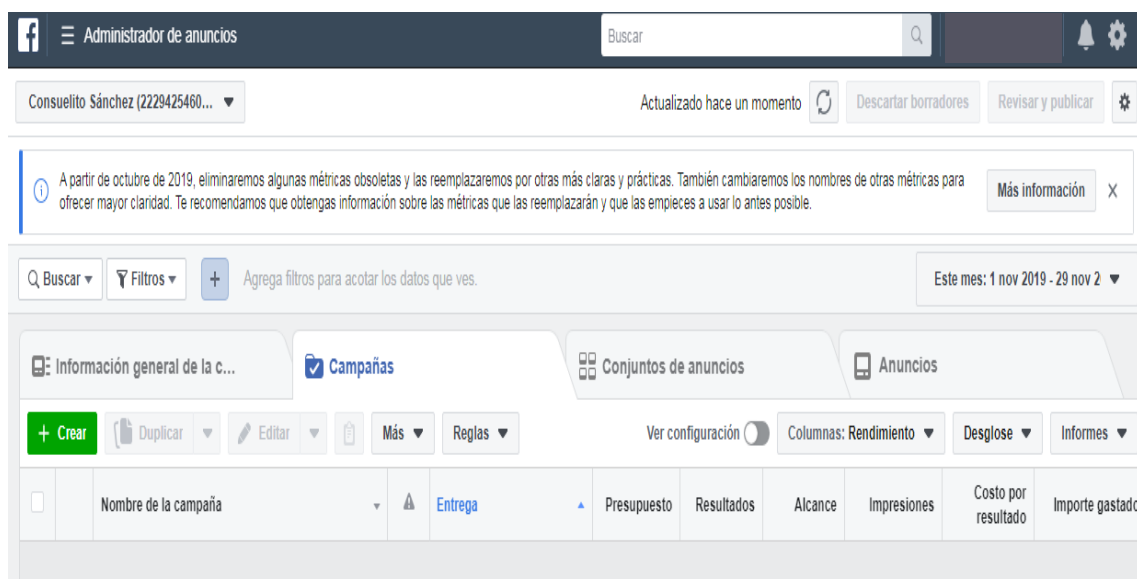 f Administrador de anuncios Buscar
Consuelito Sánchez (2229425460... Actualizado hace un momento Descartar borradores Revisar y publicar
A partir de octubre de 2019, eliminaremos algunas métricas obsoletas y las reemplazaremos por otras más claras y prácticas. También cambiaremos los nombres de otras métricas para
ofrecer mayor claridad. Te recomendamos que obtengas información sobre las métricas que las reemplazarán y que las empieces a usar lo antes posible.
Más información
Buscar Filtros + Agrega filtros para acotar los datos que ves. Este mes: 1 nov 2019 - 29 nov 2
Información general de la c... Campañas Conjuntos de anuncios Anuncios
+ Crear Duplicar Editar Más Reglas Ver configuración Columnas: Rendimiento Desglose Informes
Nombre de la campaña Entrega Presupuesto Resultados Alcance Impresiones Costo por resultado Importe gastado